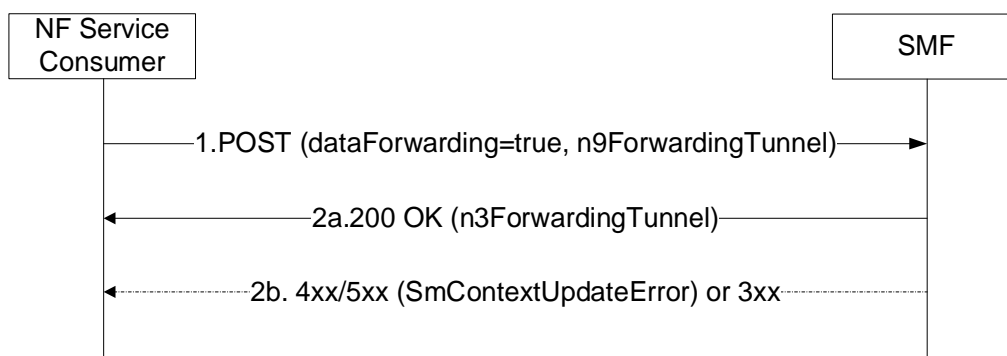 NF Service
Consumer
SMF
1.POST (dataForwarding=true, n9ForwardingTunnel)
2a.200 OK (n3ForwardingTunnel)
2b. 4xx/5xx (SmContextUpdateError) or 3xx